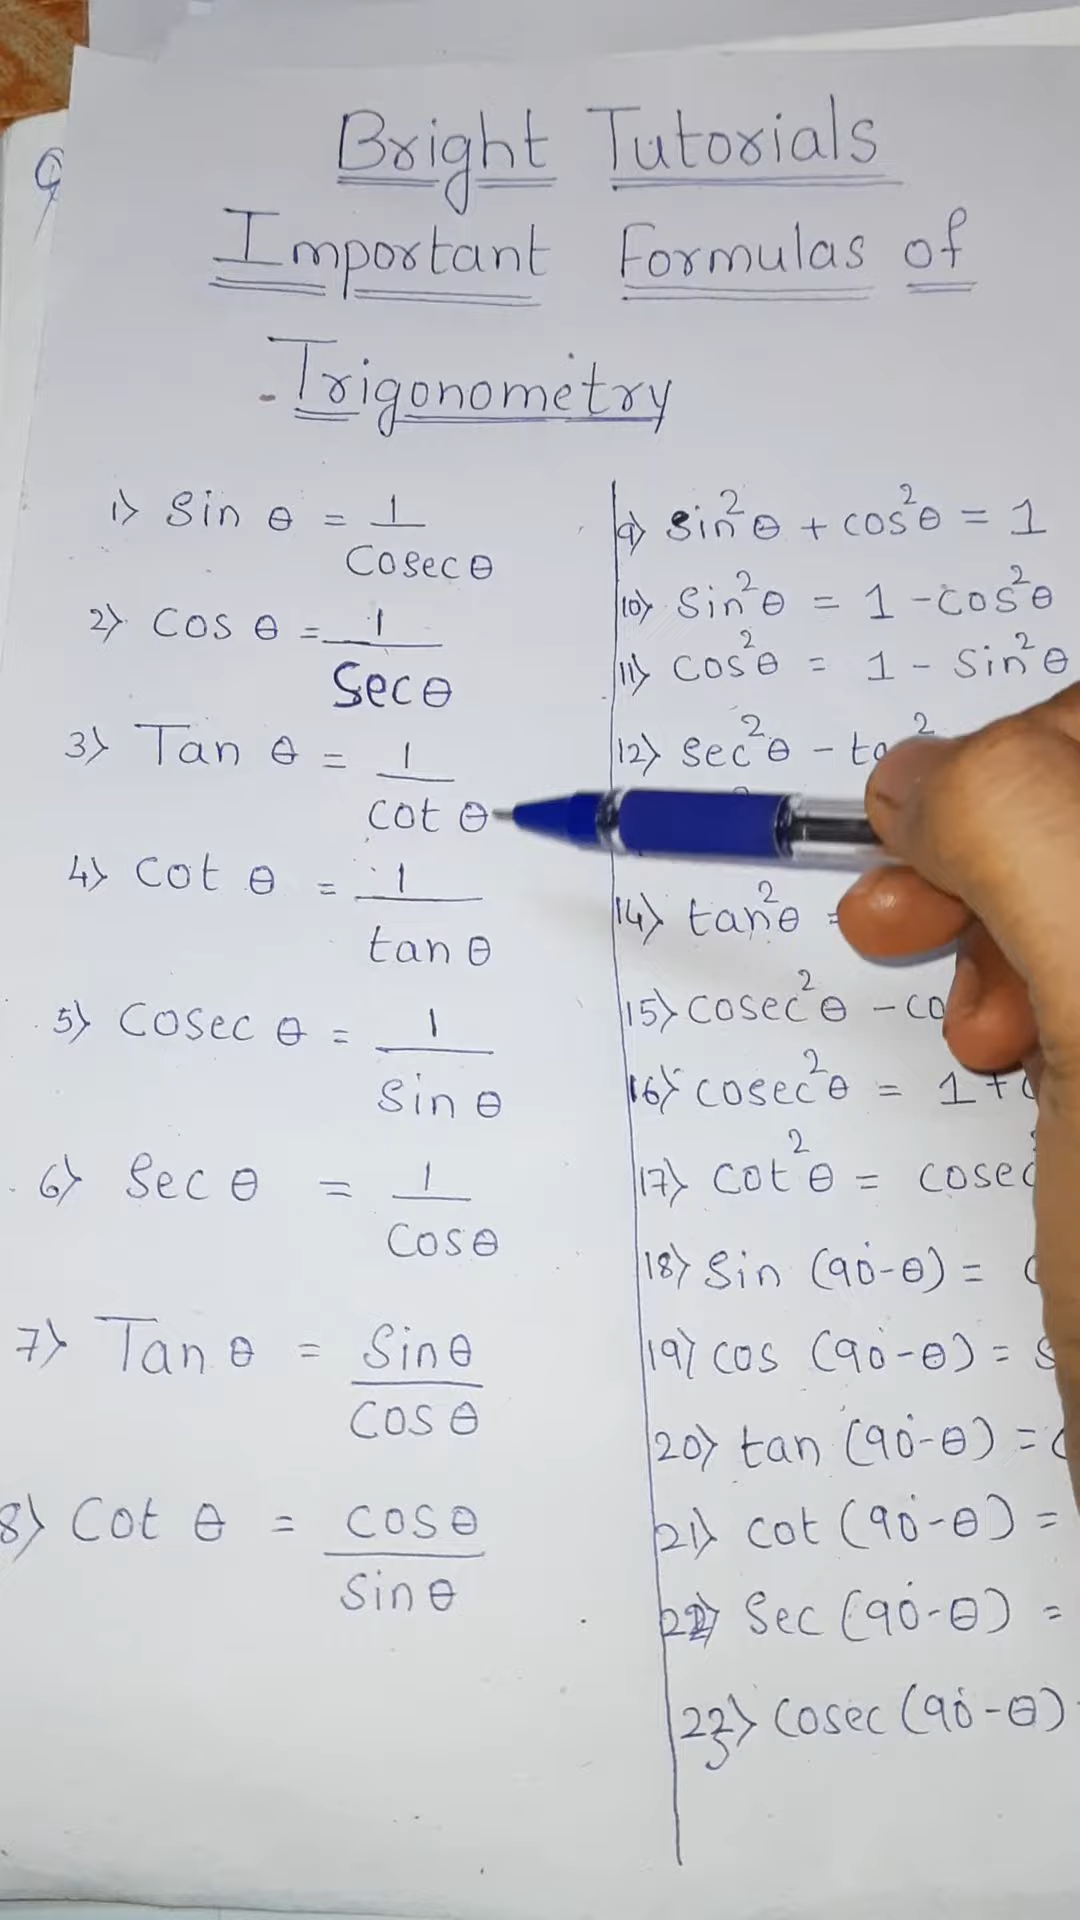 Bright Tutorials
Important Formulas of
Trigonometry
1) Sin θ = 1/Cosec θ
2) Cos θ = 1/Sec θ
3) Tan θ = 1/cot θ
4) Cot θ = 1/tan θ
5) Cosec θ = 1/Sin θ
6) Sec θ = 1/Cos θ
7) Tan θ = Sin θ/Cos θ
8) Cot θ = cos θ/Sin θ
9) Sin²θ + cos²θ = 1
10) Sin²θ = 1 - cos²θ
11) Cos²θ = 1 - Sin²θ
12) Sec²θ - ta
14) tan²θ =
15) Cosec²θ - co
16) Cosec²θ = 1 +
17) Cot²θ = cosec
18) Sin (90° - θ) =
19) Cos (90° - θ) = S
20) tan (90° - θ) =
21) Cot (90° - θ) =
22) Sec (90° - θ) =
23) Cosec (90° - θ)